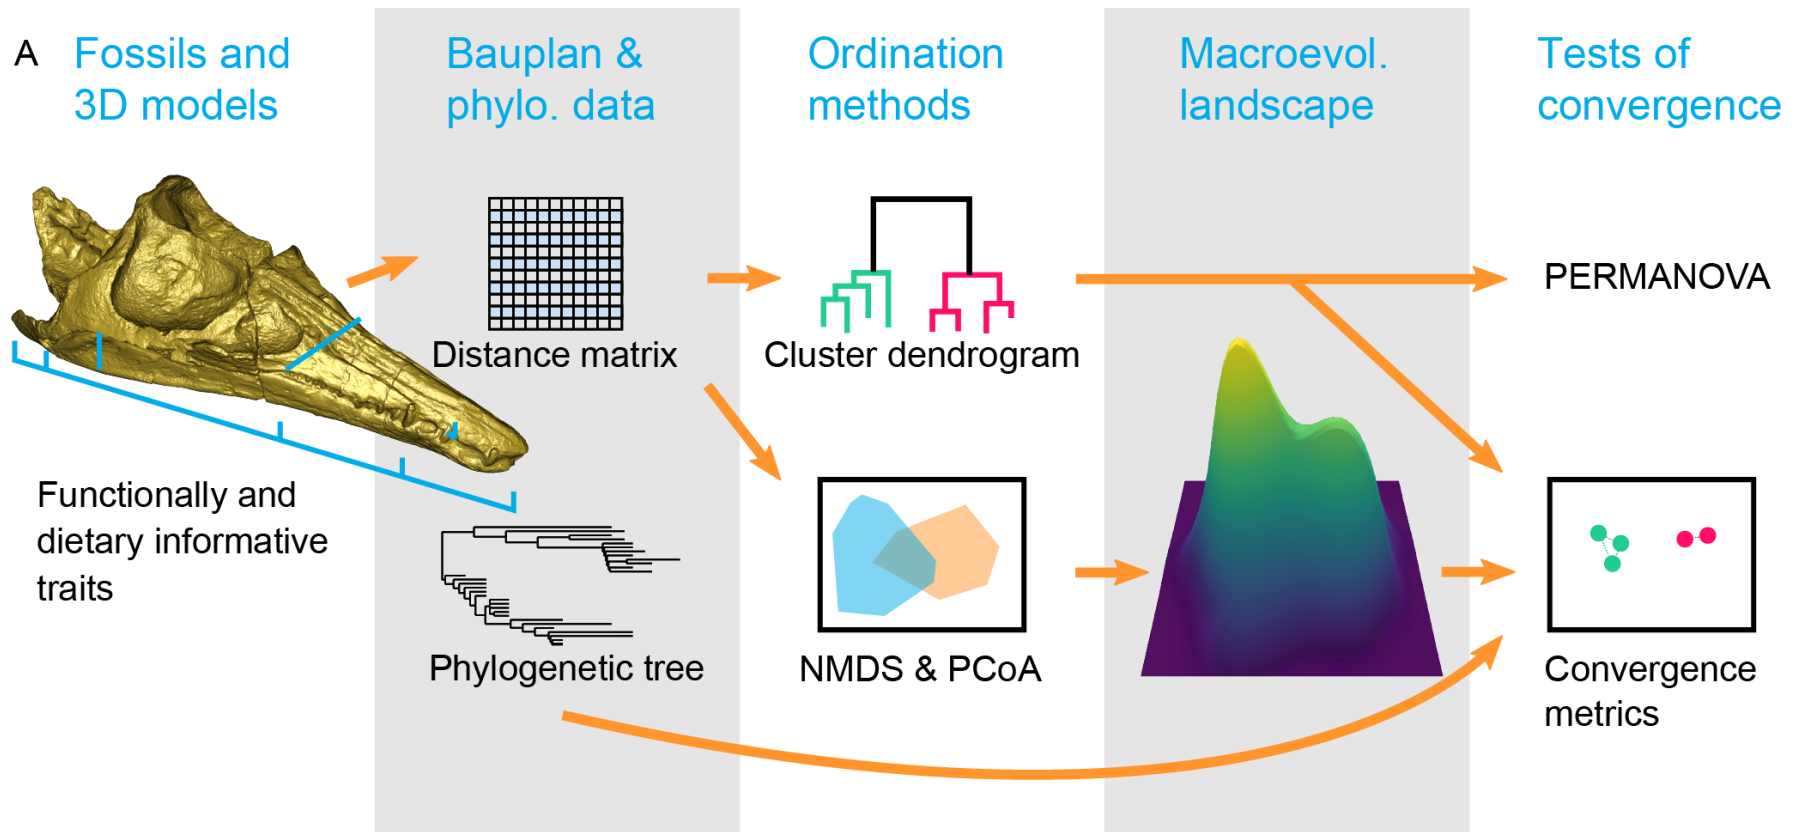 A
Fossils and
3D models
Bauplan &
phylo. data
Ordination
methods
Macroevol.
landscape
Tests of
convergence
Functionally and
dietary informative
traits
Distance matrix
Phylogenetic tree
Cluster dendrogram
NMDS & PCoA
PERMANOVA
Convergence
metrics